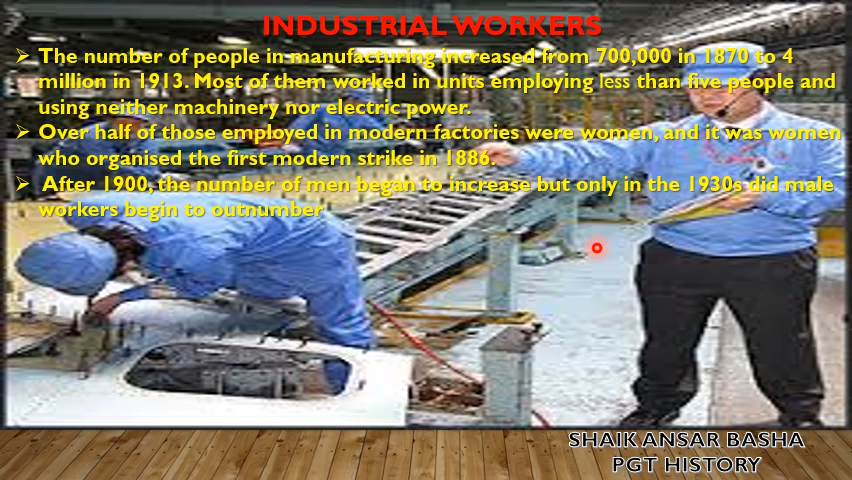 INDUSTRIAL WORKERS
➢ The number of people in manufacturing increased from 700,000 in 1870 to 4
million in 1913. Most of them worked in units employing less than five people and
using neither machinery nor electric power.
➢ Over half of those employed in modern factories were women, and it was women
who organised the first modern strike in 1886.
➢ After 1900, the number of men began to increase but only in the 1930s did male
workers begin to outnumber
SHAIK ANSAR BASHA
PGT HISTORY